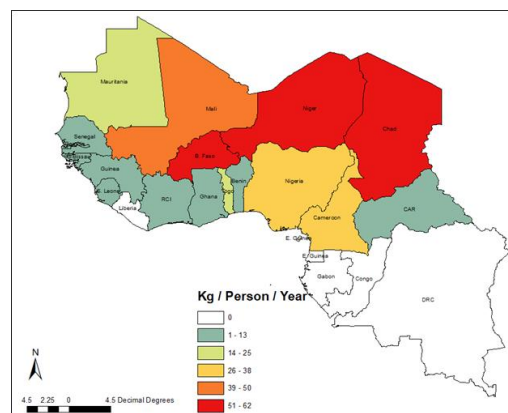 Mauritania
Mali
Niger
Chad
Senegal
B. Faso
Guinea
Benin
Nigeria
S. Leone
RCI
Ghana
Liberia
Cameroon
CAR
E. Guinea
E. Guinea
Gabon
Congo
DRC
Kg / Person / Year
0
1 - 13
14 - 25
26 - 38
39 - 50
51 - 62
N
4.5 2.25 0 4.5 Decimal Degrees